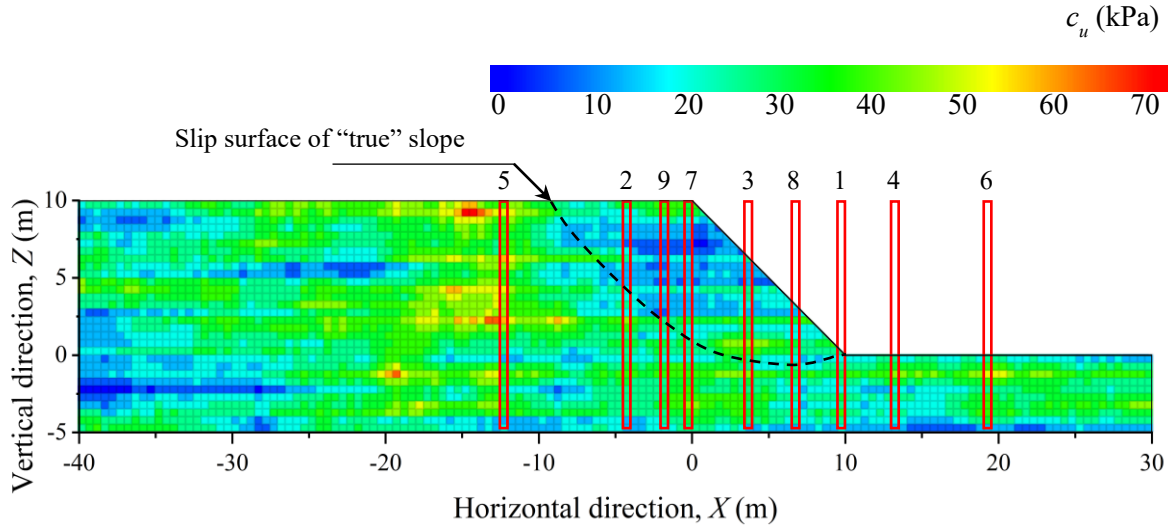 c_u (kPa)
0 10 20 30 40 50 60 70
Slip surface of “true” slope
5 2 9 7 3 8 1 4 6
10
5
0
-5
Vertical direction, Z (m)
-40 -30 -20 -10 0 10 20 30
Horizontal direction, X (m)